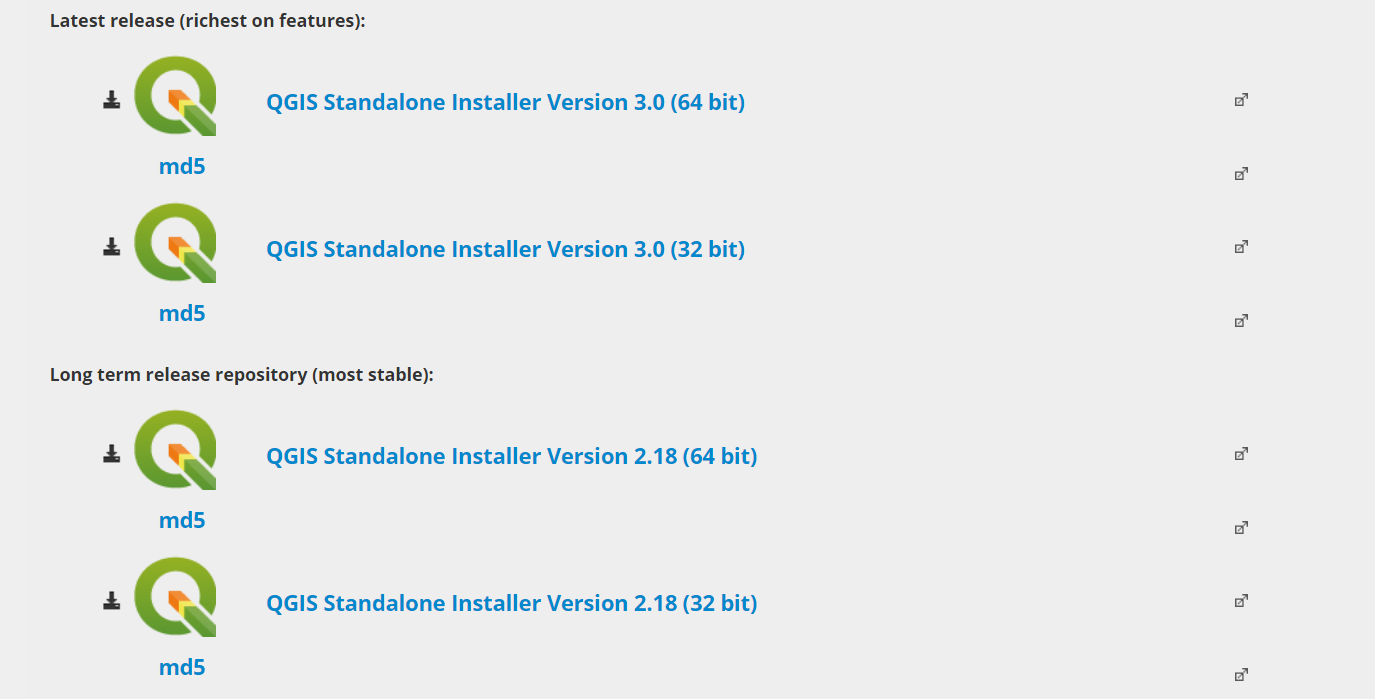 Latest release (richest on features):
QGIS Standalone Installer Version 3.0 (64 bit)
md5
QGIS Standalone Installer Version 3.0 (32 bit)
md5
Long term release repository (most stable):
QGIS Standalone Installer Version 2.18 (64 bit)
md5
QGIS Standalone Installer Version 2.18 (32 bit)
md5